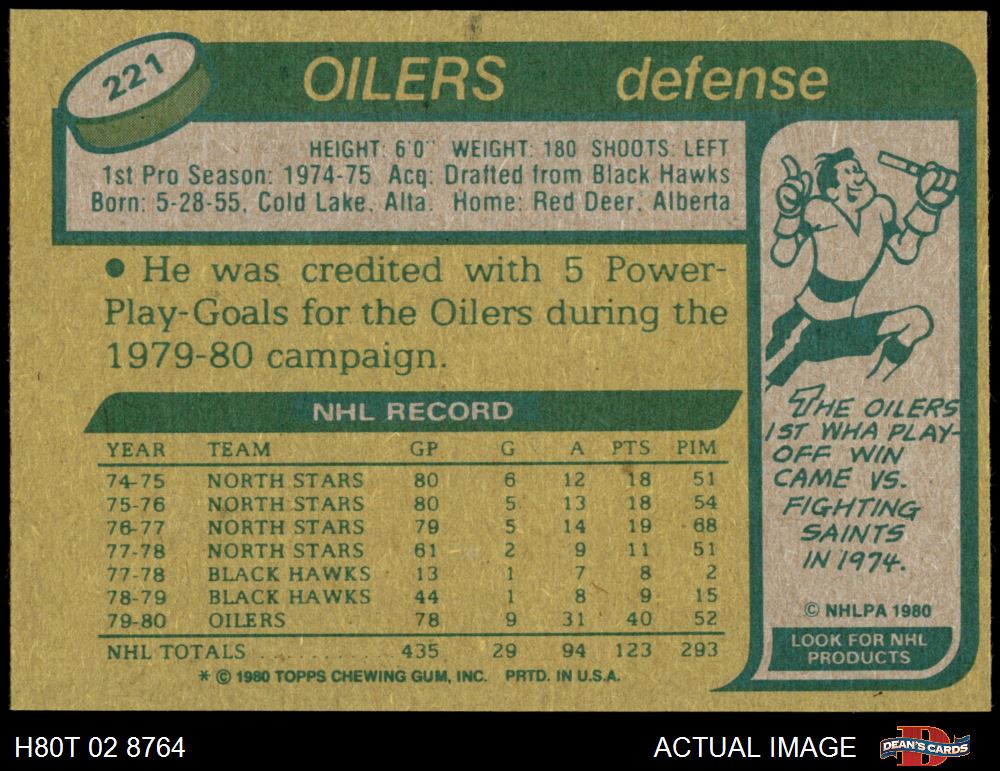 221
OILERS defense
HEIGHT: 6'0" WEIGHT: 180 SHOOTS: LEFT
1st Pro Season: 1974-75 Acq: Drafted from Black Hawks
Born: 5-28-55, Cold Lake, Alta. Home: Red Deer, Alberta
● He was credited with 5 Power-
Play-Goals for the Oilers during the
1979-80 campaign.
NHL RECORD
YEAR TEAM GP G A PTS PIM
74-75 NORTH STARS 80 6 12 18 51
75-76 NORTH STARS 80 5 13 18 54
76-77 NORTH STARS 79 5 14 19 68
77-78 NORTH STARS 61 2 9 11 51
77-78 BLACK HAWKS 13 1 7 8 2
78-79 BLACK HAWKS 44 1 8 9 15
79-80 OILERS 78 9 31 40 52
NHL TOTALS .......... 435 29 94 123 293
* © 1980 TOPPS CHEWING GUM, INC. PRTD. IN U.S.A.
THE OILERS
1ST WHA PLAY-
OFF WIN
CAME VS.
FIGHTING
SAINTS
IN 1974.
© NHLPA 1980
LOOK FOR NHL
PRODUCTS
H80T 02 8764
ACTUAL IMAGE
DEAN'S CARDS